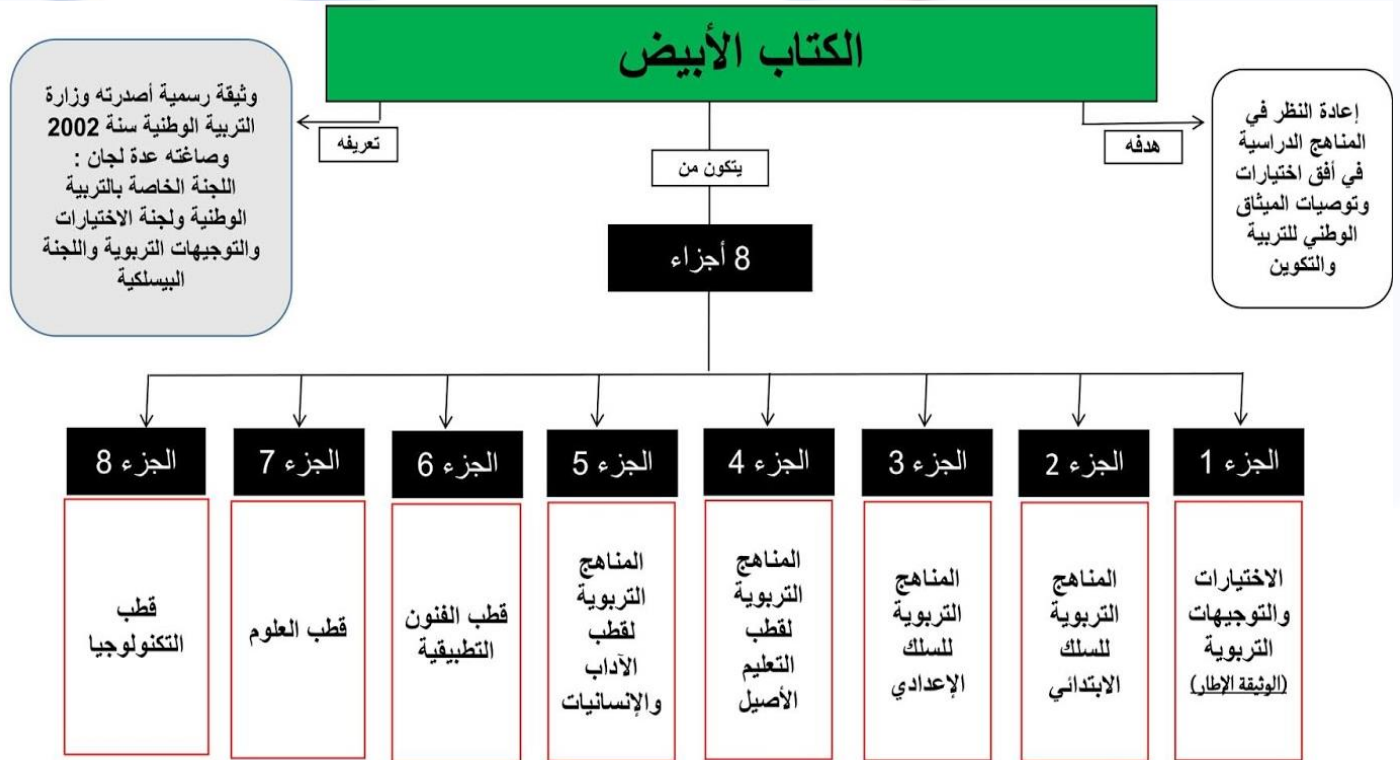 الكتاب الأبيض
هدفه
إعادة النظر في
المناهج الدراسية
في أفق اختيارات
وتوصيات الميثاق
الوطني للتربية
والتكوين
تعريفه
وثيقة رسمية أصدرته وزارة
التربية الوطنية سنة 2002
وصاغته عدة لجان :
اللجنة الخاصة بالتربية
الوطنية ولجنة الاختيارات
والتوجيهات التربوية واللجنة
البيسلكية
يتكون من
8 أجزاء
الجزء 1
الاختيارات
والتوجيهات
التربوية
(الوثيقة الإطار)
الجزء 2
المناهج
التربوية
للسلك
الابتدائي
الجزء 3
المناهج
التربوية
للسلك
الإعدادي
الجزء 4
المناهج
التربوية
لقطب
التعليم
الأصيل
الجزء 5
المناهج
التربوية
لقطب
الآداب
والإنسانيات
الجزء 6
قطب الفنون
التطبيقية
الجزء 7
قطب العلوم
الجزء 8
قطب
التكنولوجيا